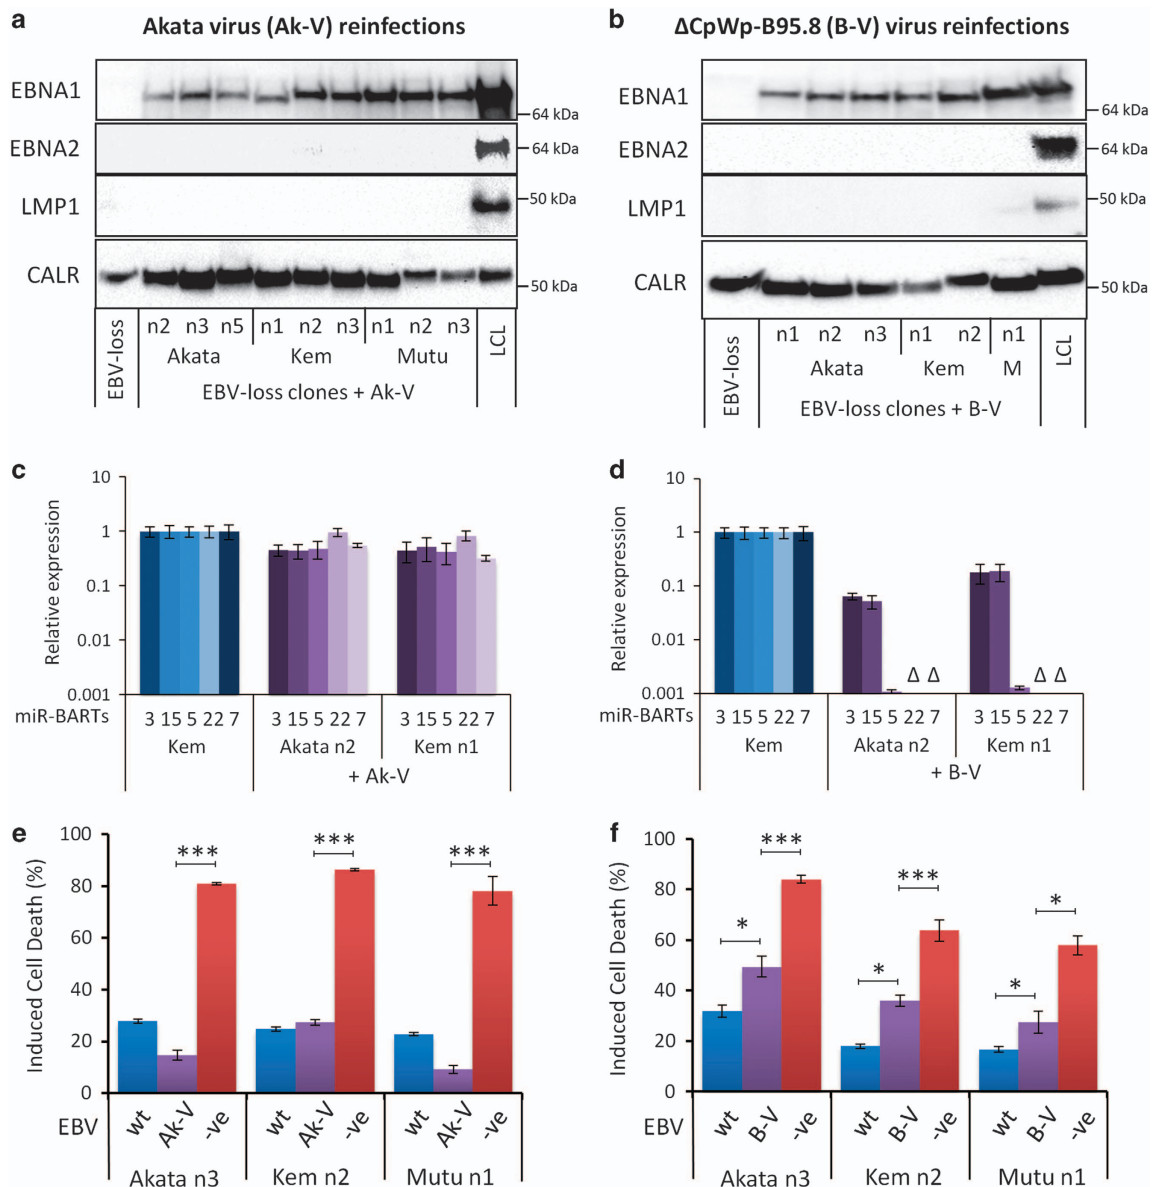 a Akata virus (Ak-V) reinfections
EBNA1
64 kDa
EBNA2
64 kDa
LMP1
50 kDa
CALR
50 kDa
EBV-loss
n2 n3 n5 n1 n2 n3 n1 n2 n3
LCL
Akata Kem Mutu
EBV-loss clones + Ak-V
b ΔCpWp-B95.8 (B-V) virus reinfections
EBNA1
64 kDa
EBNA2
64 kDa
LMP1
50 kDa
CALR
50 kDa
EBV-loss
n1 n2 n3 n1 n2 n1
LCL
Akata Kem M
EBV-loss clones + B-V
c
Relative expression
10
1
0.1
0.01
0.001
miR-BARTs 3 15 5 22 7 3 15 5 22 7 3 15 5 22 7
Kem Akata n2 Kem n1
+ Ak-V
d
Relative expression
10
1
0.1
0.01
0.001
Δ Δ Δ Δ
miR-BARTs 3 15 5 22 7 3 15 5 22 7 3 15 5 22 7
Kem Akata n2 Kem n1
+ B-V
e
Induced Cell Death (%)
100
80
60
40
20
0
*** *** ***
EBV wt Ak-V -ve wt Ak-V -ve wt Ak-V -ve
Akata n3 Kem n2 Mutu n1
f
Induced Cell Death (%)
100
80
60
40
20
0
* *** * *** * *
EBV wt B-V -ve wt B-V -ve wt B-V -ve
Akata n3 Kem n2 Mutu n1